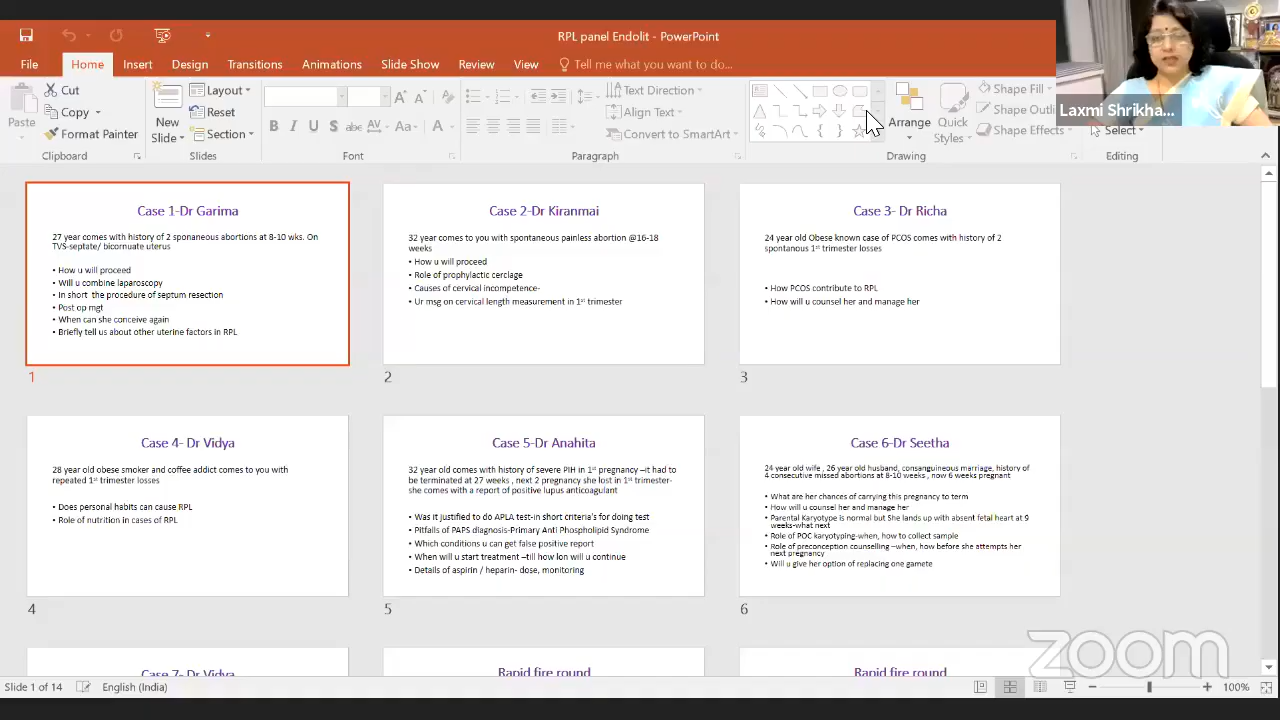 RPL panel Endolit - PowerPoint
File
Home
Insert
Design
Transitions
Animations
Slide Show
Review
View
Tell me what you want to do...
Paste
Cut
Copy
Format Painter
Clipboard
New
Slides
Layout
Reset
Section
Slides
B
I
U
S
abc
AV
Aa
A
Font
Text Direction
Align Text
Convert to SmartArt
Paragraph
Arrange
Quick
Styles
Shape Fill
Shape Outli
Shape Effects
Drawing
Select
Editing
Laxmi Shrikha...
Case 1-Dr Garima
27 year comes with history of 2 sponaneous abortions at 8-10 wks. On
TVS-septate/ bicornuate uterus
• How u will proceed
• Will u combine laparoscopy
• In short the procedure of septum resection
• Post op mgt
• When can she conceive again
• Briefly tell us about other uterine factors in RPL
1
Case 2-Dr Kiranmai
32 year comes to you with spontaneous painless abortion @16-18
weeks
• How u will proceed
• Role of prophylactic cerclage
• Causes of cervical incompetence-
• Ur msg on cervical length measurement in 1st trimester
2
Case 3- Dr Richa
24 year old Obese known case of PCOS comes with history of 2
spontanous 1st trimester losses
• How PCOS contribute to RPL
• How will u counsel her and manage her
3
Case 4- Dr Vidya
28 year old obese smoker and coffee addict comes to you with
repeated 1st trimester losses
• Does personal habits can cause RPL
• Role of nutrition in cases of RPL
4
Case 5-Dr Anahita
32 year old comes with history of severe PIH in 1st pregnancy –it had to
be terminated at 27 weeks , next 2 pregnancy she lost in 1st trimester-
she comes with a report of positive lupus anticoagulant
• Was it justified to do APLA test-in short criteria's for doing test
• Pitfalls of PAPS diagnosis-Primary Anti Phospholipid Syndrome
• Which conditions u can get false positive report
• When will u start treatment –till how lon will u continue
• Details of aspirin / heparin- dose, monitoring
5
Case 6-Dr Seetha
24 year old wife , 26 year old husband, consanguineous marriage, history of
4 consecutive missed abortions at 8-10 weeks , now 6 weeks pregnant
• What are her chances of carrying this pregnancy to term
• How will u counsel her and manage her
• Parental Karyotype is normal but She lands up with absent fetal heart at 9
weeks-what next
• Role of POC karyotyping-when, how to collect sample
• Role of preconception counselling –when, how before she attempts her
next pregnancy
• Will u give her option of replacing one gamete
6
Case 7- Dr Vidya
Rapid fire round
Rapid fire round
zoom
Slide 1 of 14
English (India)
100%